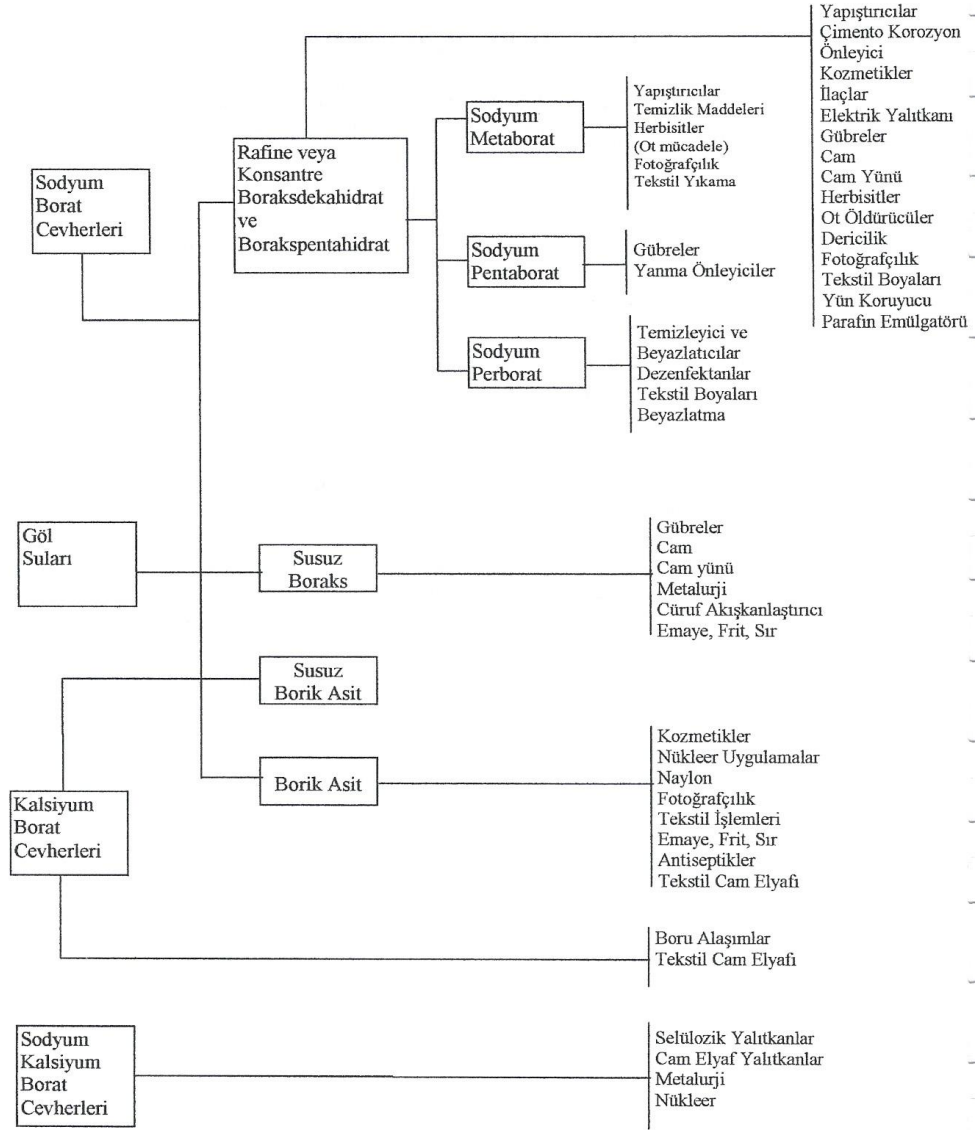 Yapıştırıcılar
Çimento Korozyon
Önleyici
Kozmetikler
İlaçlar
Elektrik Yalıtkanı
Gübreler
Cam
Cam Yünü
Herbisitler
Ot Öldürücüler
Dericilik
Fotoğrafçılık
Tekstil Boyaları
Yün Koruyucu
Parafin Emülgatörü
Sodyum
Borat
Cevherleri
Rafine veya
Konsantre
Boraksdekahidrat
ve
Borakspentahidrat
Sodyum
Metaborat
Yapıştırıcılar
Temizlik Maddeleri
Herbisitler
(Ot mücadele)
Fotoğrafçılık
Tekstil Yıkama
Sodyum
Pentaborat
Gübreler
Yanma Önleyiciler
Sodyum
Perborat
Temizleyici ve
Beyazlatıcılar
Dezenfektanlar
Tekstil Boyaları
Beyazlatma
Göl
Suları
Susuz
Boraks
Gübreler
Cam
Cam yünü
Metalurji
Cüruf Akışkanlaştırıcı
Emaye, Frit, Sır
Susuz
Borik Asit
Borik Asit
Kozmetikler
Nükleer Uygulamalar
Naylon
Fotoğrafçılık
Tekstil İşlemleri
Emaye, Frit, Sır
Antiseptikler
Tekstil Cam Elyafı
Kalsiyum
Borat
Cevherleri
Boru Alaşımlar
Tekstil Cam Elyafı
Sodyum
Kalsiyum
Borat
Cevherleri
Selülozik Yalıtkanlar
Cam Elyaf Yalıtkanlar
Metalurji
Nükleer